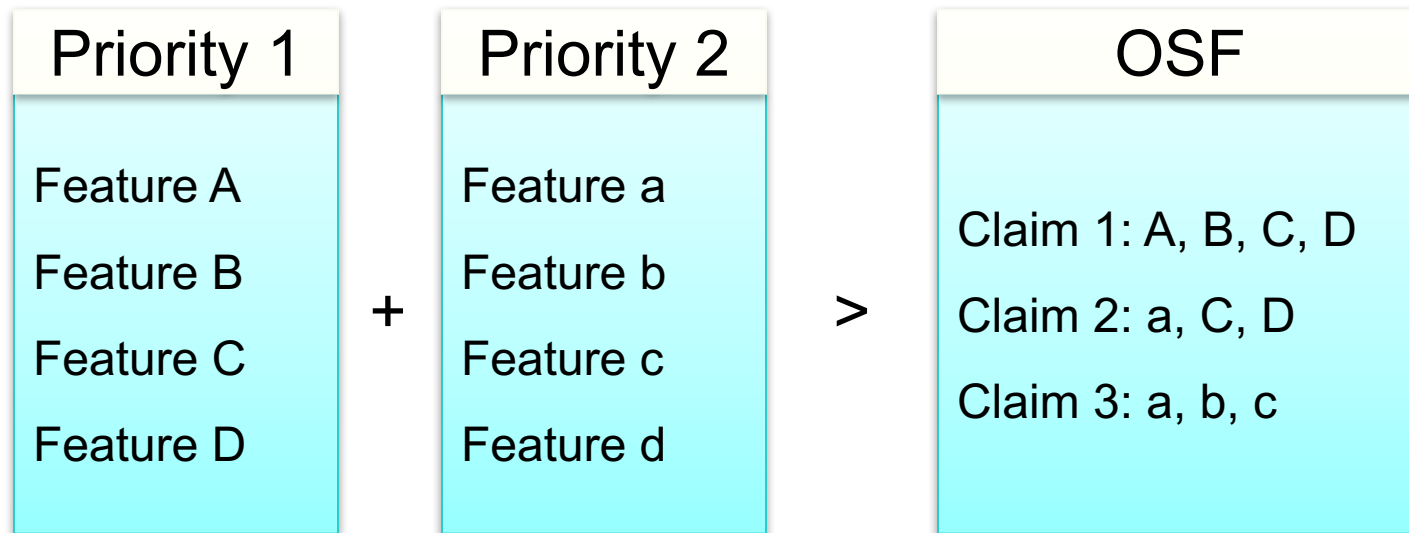 Priority 1
Feature A
Feature B
Feature C
Feature D
+
Priority 2
Feature a
Feature b
Feature c
Feature d
>
OSF
Claim 1: A, B, C, D
Claim 2: a, C, D
Claim 3: a, b, c